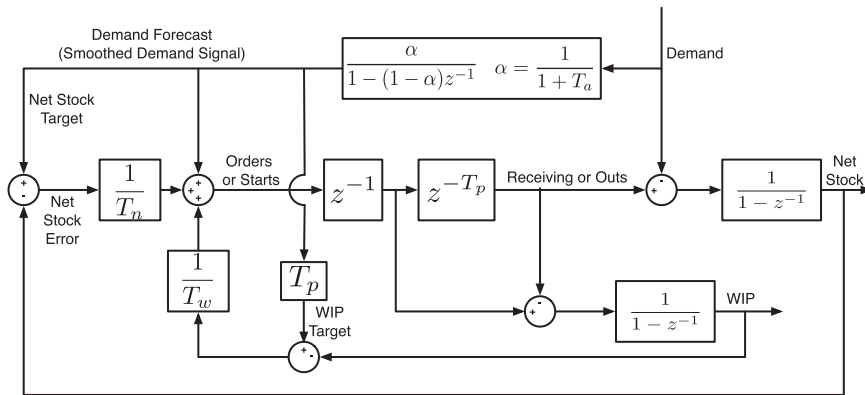 Demand Forecast
(Smoothed Demand Signal)
α / 1 − (1 − α)z⁻¹   α = 1 / 1 + Tₐ
Demand
Net Stock
Target
+
-
-
Net
Stock
Error
1 / Tₙ
+
+
+
+
Orders
or Starts
z⁻¹
z^−Tₚ
Receiving or Outs
-
+
1 / 1 − z⁻¹
Net
Stock
1 / T_w
Tₚ
WIP
Target
+
-
-
+
1 / 1 − z⁻¹
WIP